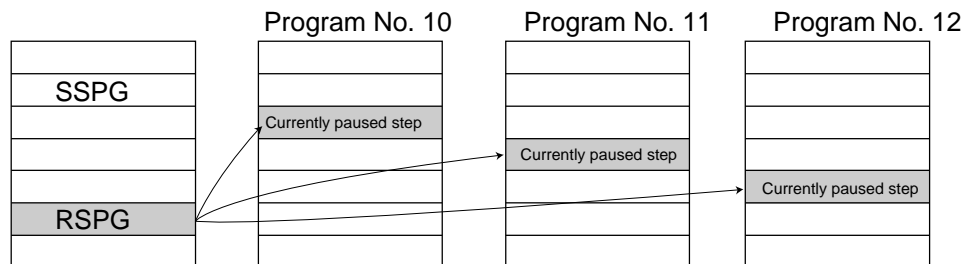 Program No. 10
Program No. 11
Program No. 12
SSPG
Currently paused step
Currently paused step
Currently paused step
RSPG